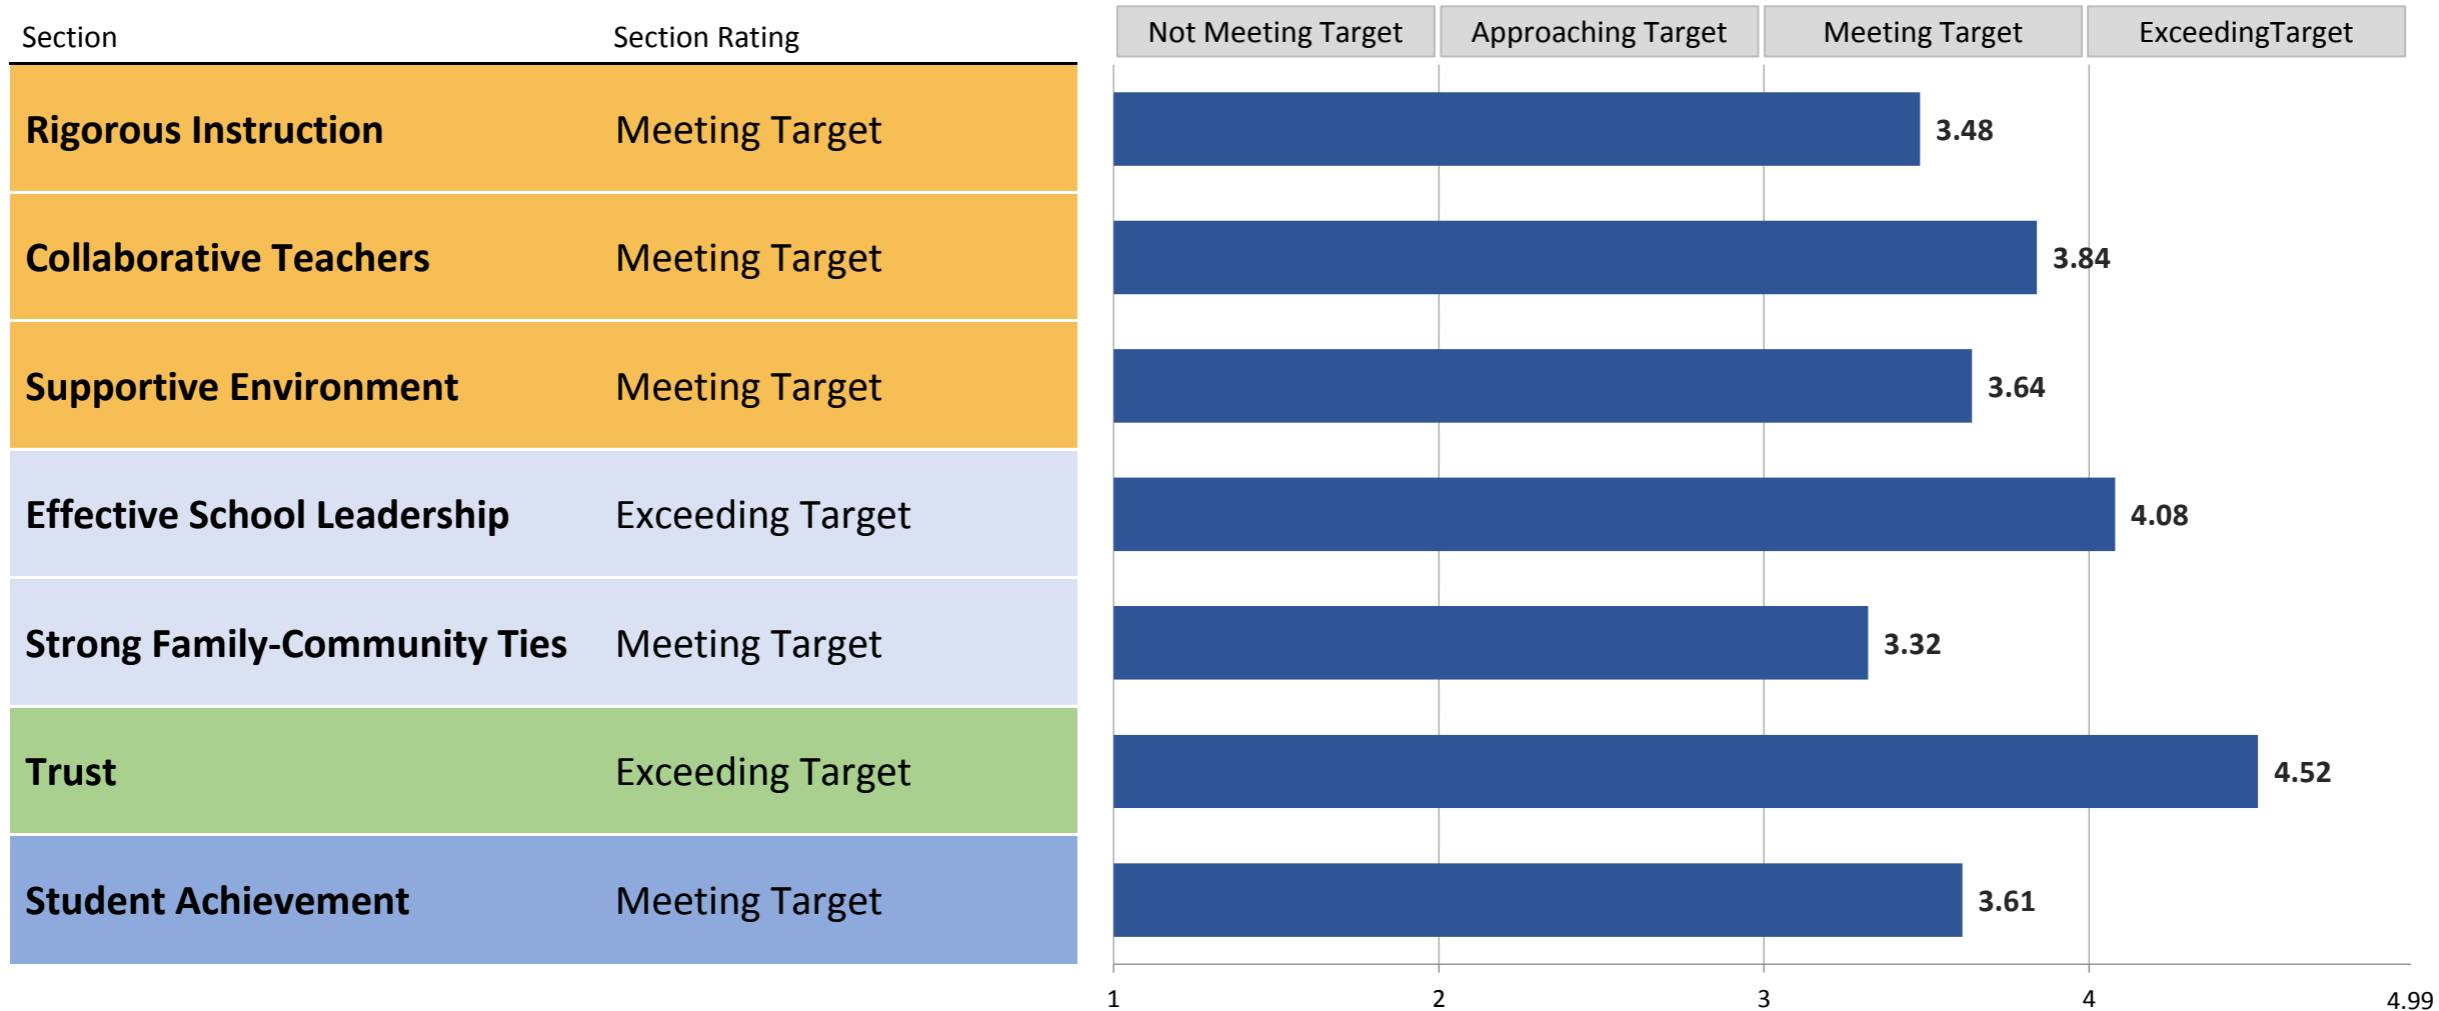 Section Section Rating Not Meeting Target Approaching Target Meeting Target ExceedingTarget
Rigorous Instruction Meeting Target 3.48
Collaborative Teachers Meeting Target 3.84
Supportive Environment Meeting Target 3.64
Effective School Leadership Exceeding Target 4.08
Strong Family-Community Ties Meeting Target 3.32
Trust Exceeding Target 4.52
Student Achievement Meeting Target 3.61
1 2 3 4 4.99